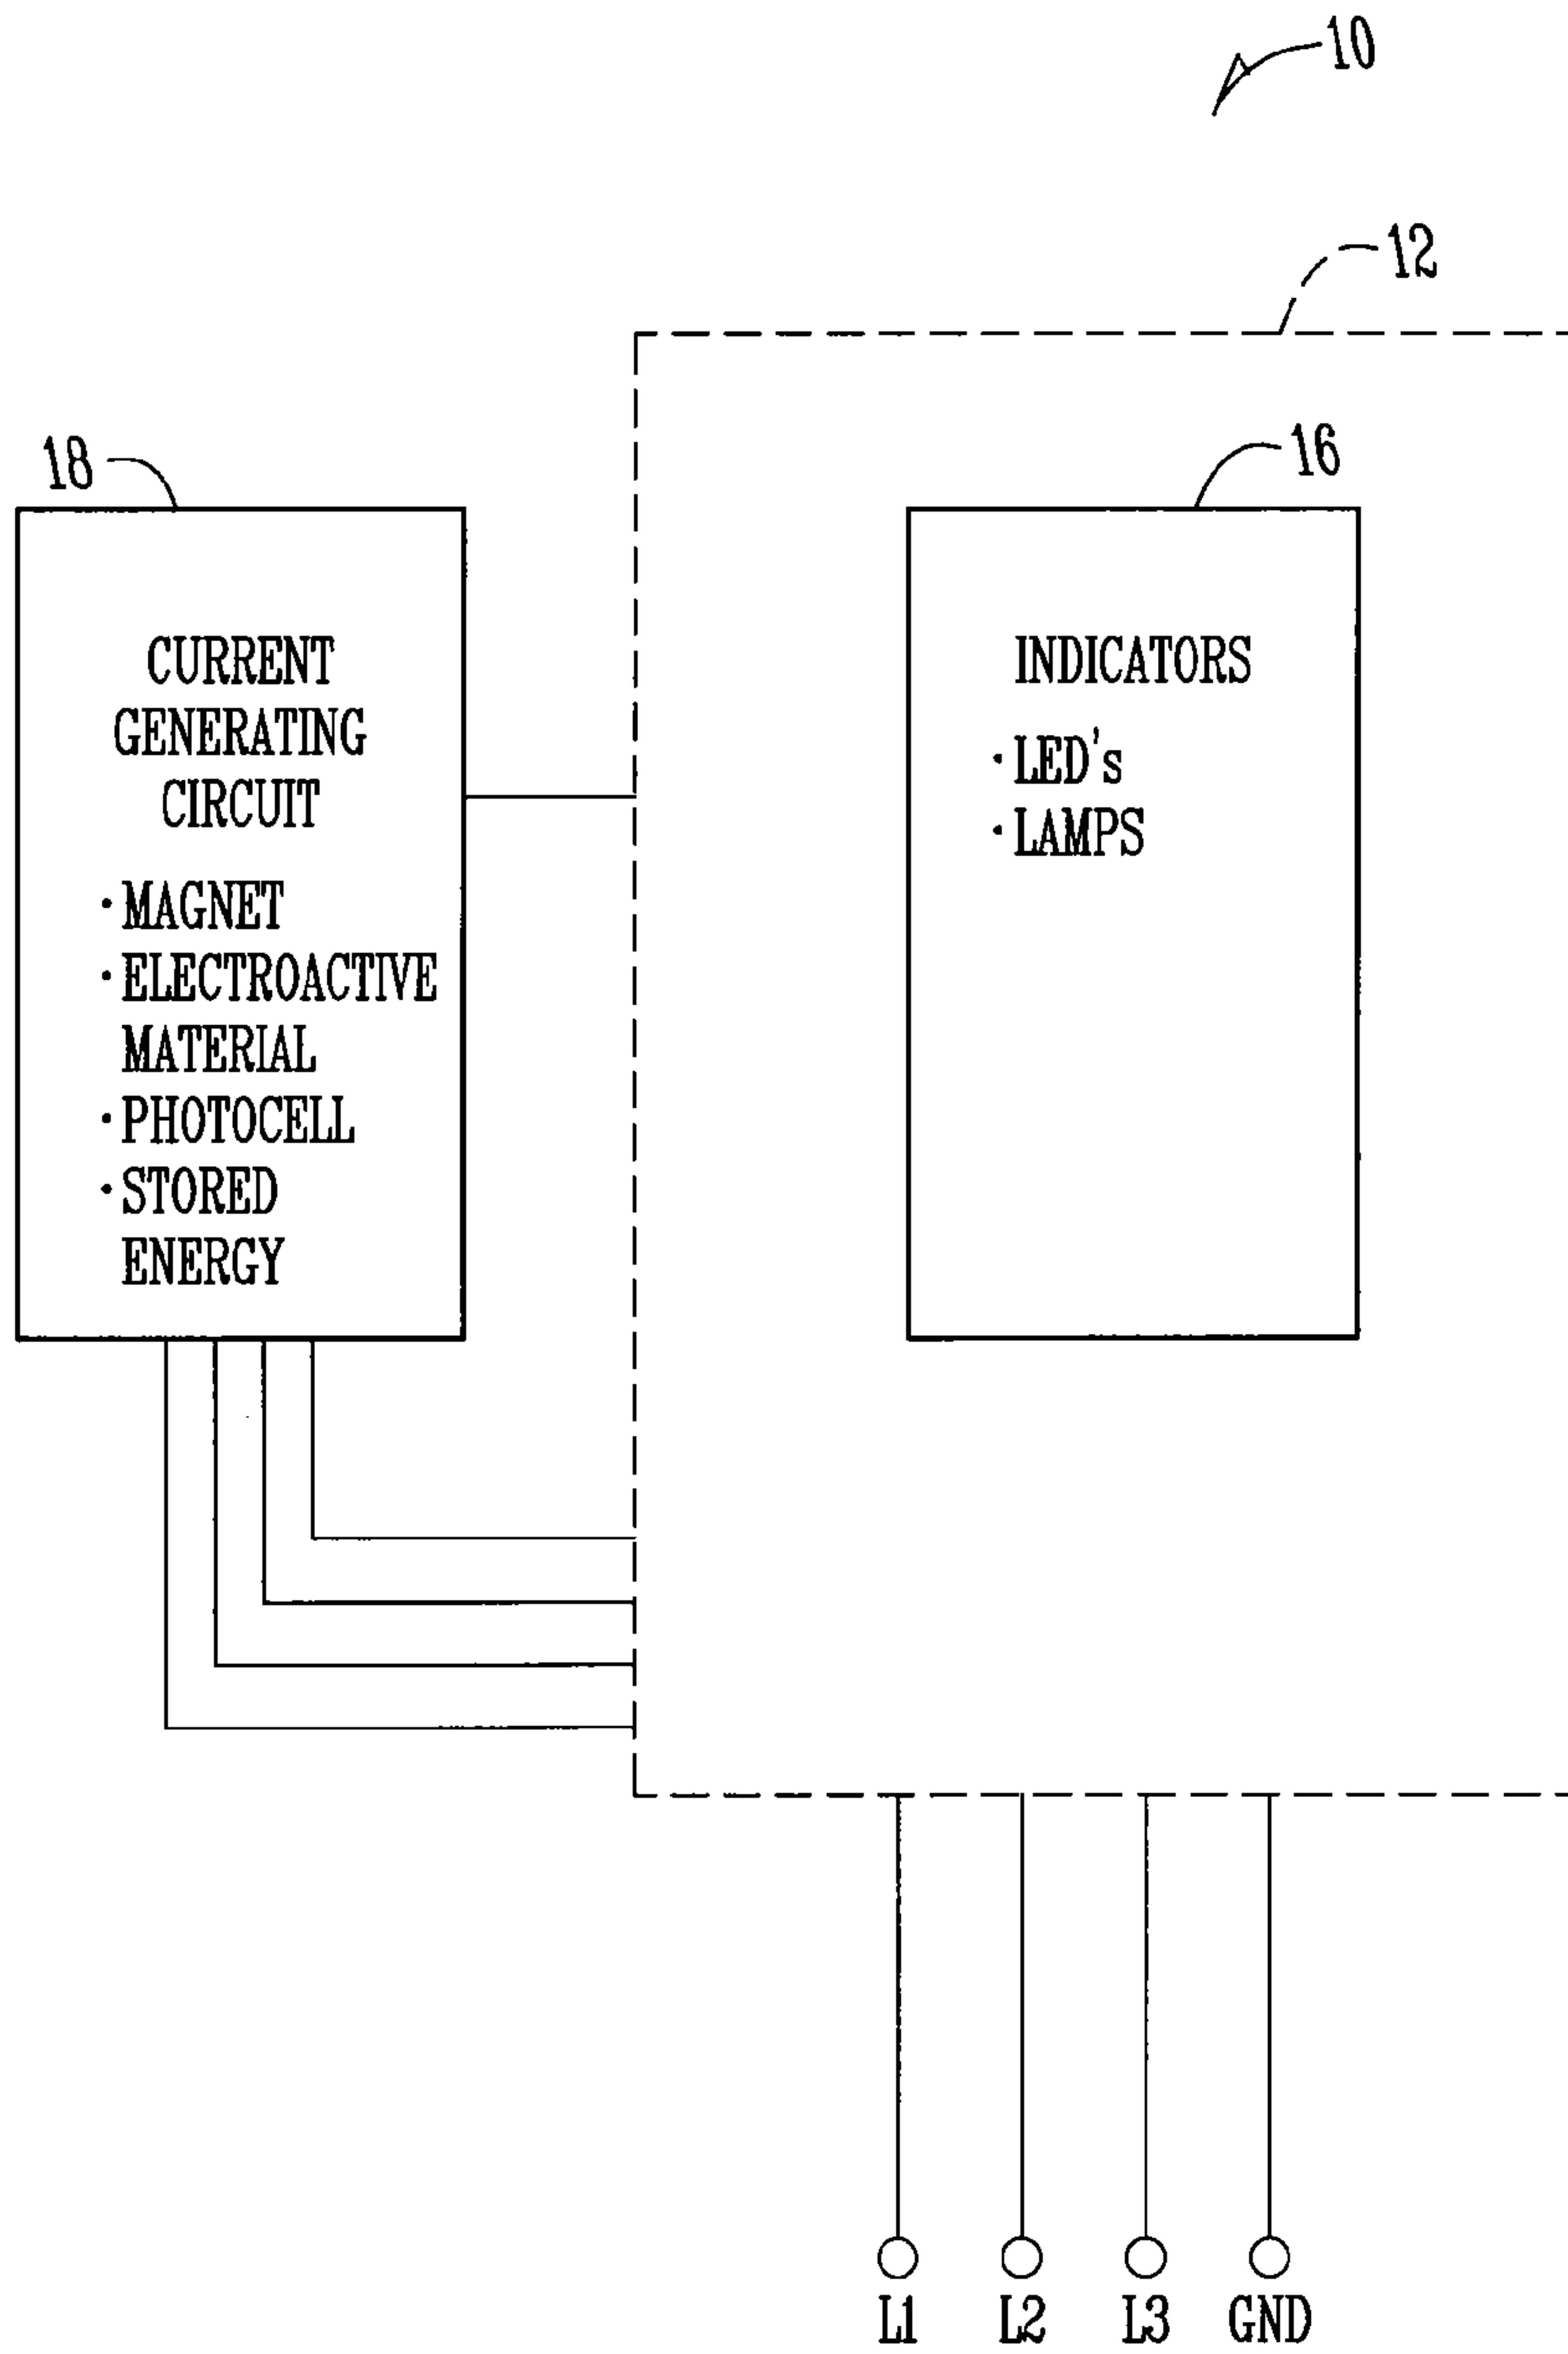 10
12
18
16
CURRENT
GENERATING
CIRCUIT
· MAGNET
· ELECTROACTIVE
MATERIAL
· PHOTOCELL
· STORED
ENERGY
INDICATORS
· LED's
· LAMPS
L1 L2 L3 GND